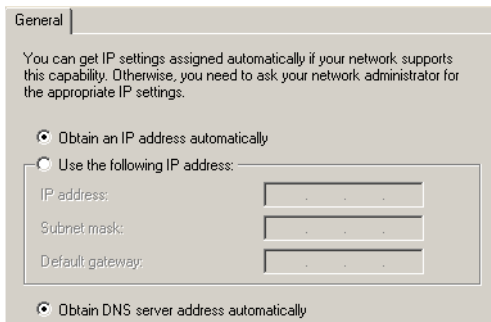 General
You can get IP settings assigned automatically if your network supports
this capability. Otherwise, you need to ask your network administrator for
the appropriate IP settings.
Obtain an IP address automatically
Use the following IP address:
IP address:
Subnet mask:
Default gateway:
Obtain DNS server address automatically